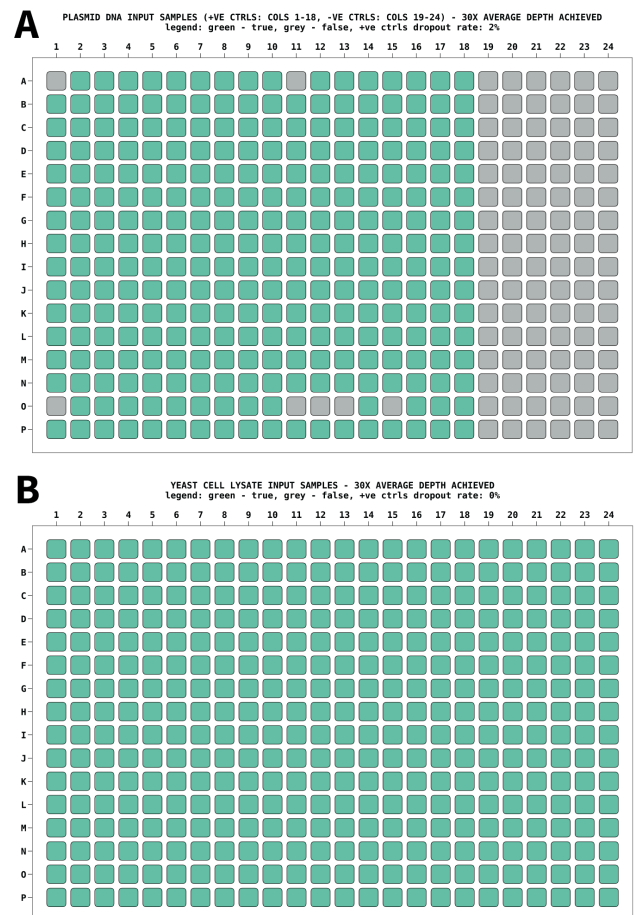 A
PLASMID DNA INPUT SAMPLES (+VE CTRLS: COLS 1-18, -VE CTRLS: COLS 19-24) - 30X AVERAGE DEPTH ACHIEVED
legend: green - true, grey - false, +ve ctrls dropout rate: 2%
1 2 3 4 5 6 7 8 9 10 11 12 13 14 15 16 17 18 19 20 21 22 23 24
A
B
C
D
E
F
G
H
I
J
K
L
M
N
O
P
B
YEAST CELL LYSATE INPUT SAMPLES - 30X AVERAGE DEPTH ACHIEVED
legend: green - true, grey - false, +ve ctrls dropout rate: 0%
1 2 3 4 5 6 7 8 9 10 11 12 13 14 15 16 17 18 19 20 21 22 23 24
A
B
C
D
E
F
G
H
I
J
K
L
M
N
O
P